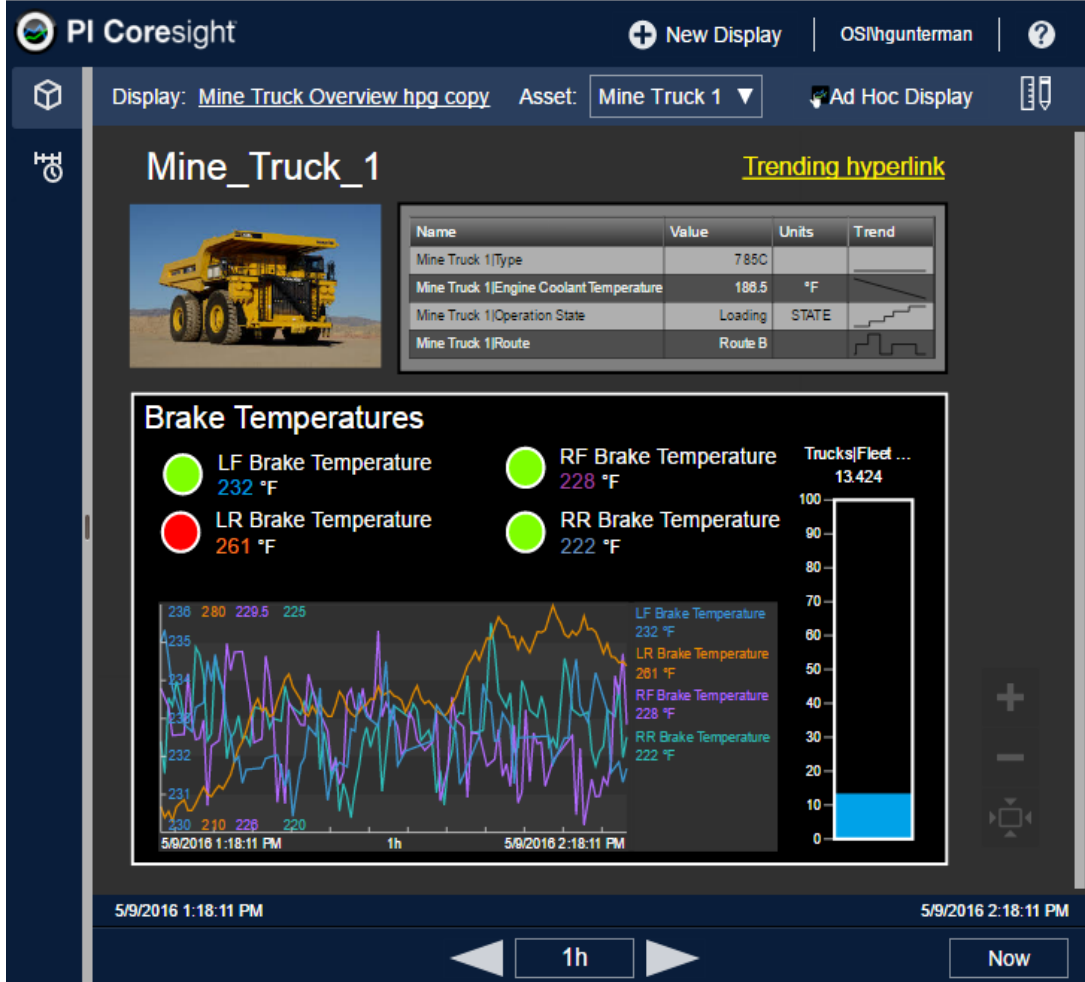 PI Coresight
New Display
OSI\hgunterman
?
Display: Mine Truck Overview hpg copy
Asset: Mine Truck 1 ▼
Ad Hoc Display
Mine_Truck_1
Trending hyperlink
Name Value Units Trend
Mine Truck 1|Type 785C
Mine Truck 1|Engine Coolant Temperature 186.5 °F
Mine Truck 1|Operation State Loading STATE
Mine Truck 1|Route Route B
Brake Temperatures
LF Brake Temperature
232 °F
RF Brake Temperature
228 °F
LR Brake Temperature
261 °F
RR Brake Temperature
222 °F
Trucks|Fleet ...
13.424
100
90
80
70
60
50
40
30
20
10
0
236 280 229.5 225
235
234
233
232
231
230 210 226 220
5/9/2016 1:18:11 PM 1h 5/9/2016 2:18:11 PM
LF Brake Temperature
232 °F
LR Brake Temperature
261 °F
RF Brake Temperature
228 °F
RR Brake Temperature
222 °F
5/9/2016 1:18:11 PM 5/9/2016 2:18:11 PM
1h
Now